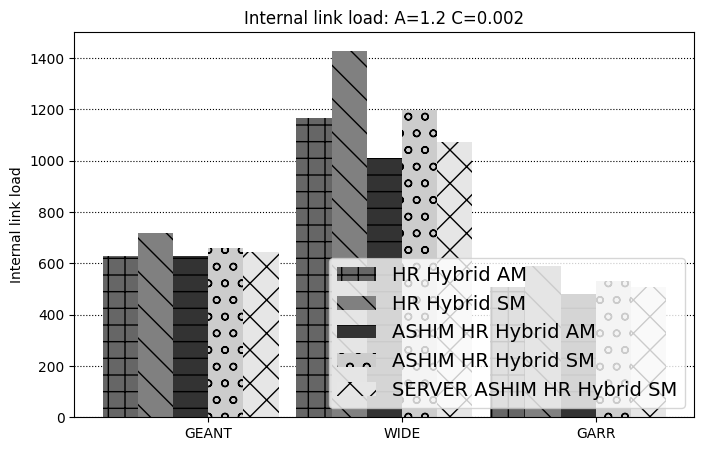 Internal link load: A=1.2 C=0.002
Internal link load
1400
1200
1000
800
600
400
200
0
HR Hybrid AM
HR Hybrid SM
ASHIM HR Hybrid AM
ASHIM HR Hybrid SM
SERVER ASHIM HR Hybrid SM
GEANT
WIDE
GARR